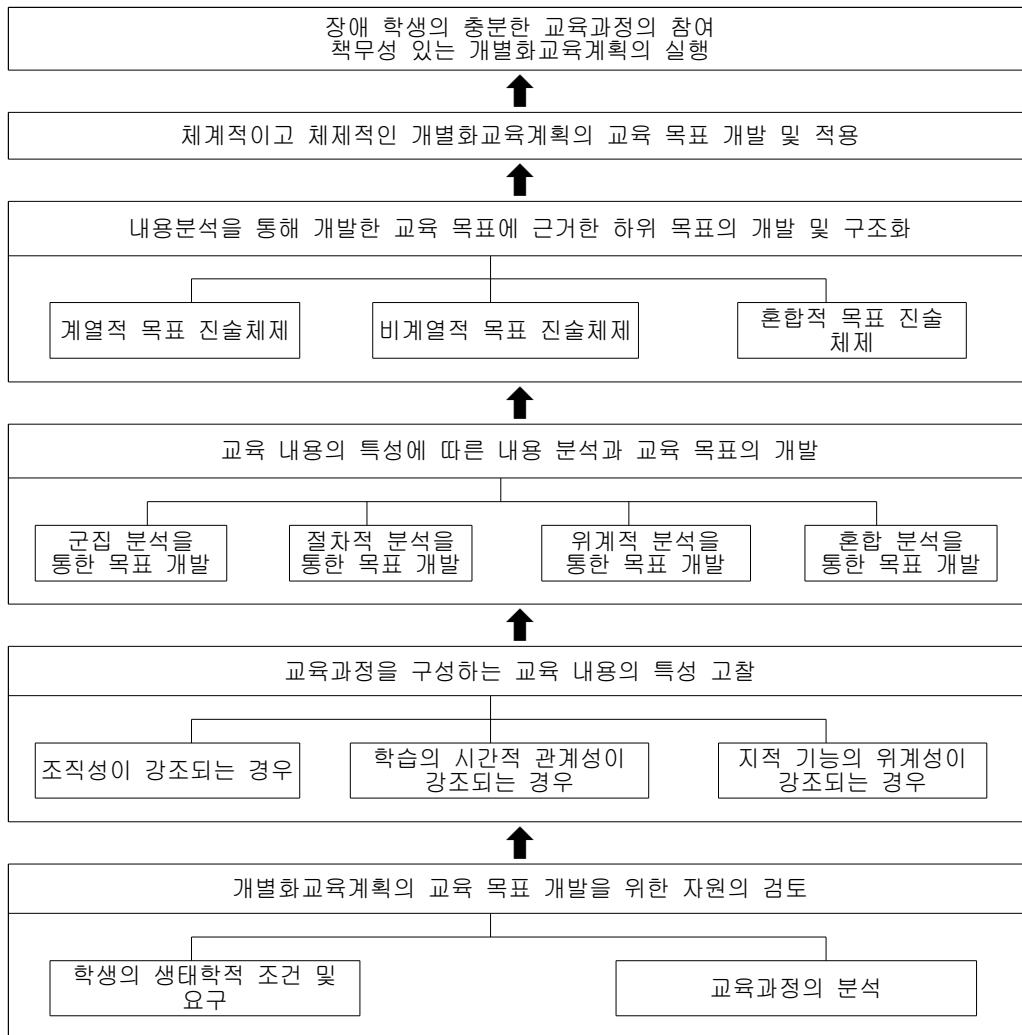 장애 학생의 충분한 교육과정의 참여
책무성 있는 개별화교육계획의 실행
체계적이고 체제적인 개별화교육계획의 교육 목표 개발 및 적용
내용분석을 통해 개발한 교육 목표에 근거한 하위 목표의 개발 및 구조화
계열적 목표 진술체제
비계열적 목표 진술체제
혼합적 목표 진술
체제
교육 내용의 특성에 따른 내용 분석과 교육 목표의 개발
군집 분석을
통한 목표 개발
절차적 분석을
통한 목표 개발
위계적 분석을
통한 목표 개발
혼합 분석을
통한 목표 개발
교육과정을 구성하는 교육 내용의 특성 고찰
조직성이 강조되는 경우
학습의 시간적 관계성이
강조되는 경우
지적 기능의 위계성이
강조되는 경우
개별화교육계획의 교육 목표 개발을 위한 자원의 검토
학생의 생태학적 조건 및
요구
교육과정의 분석